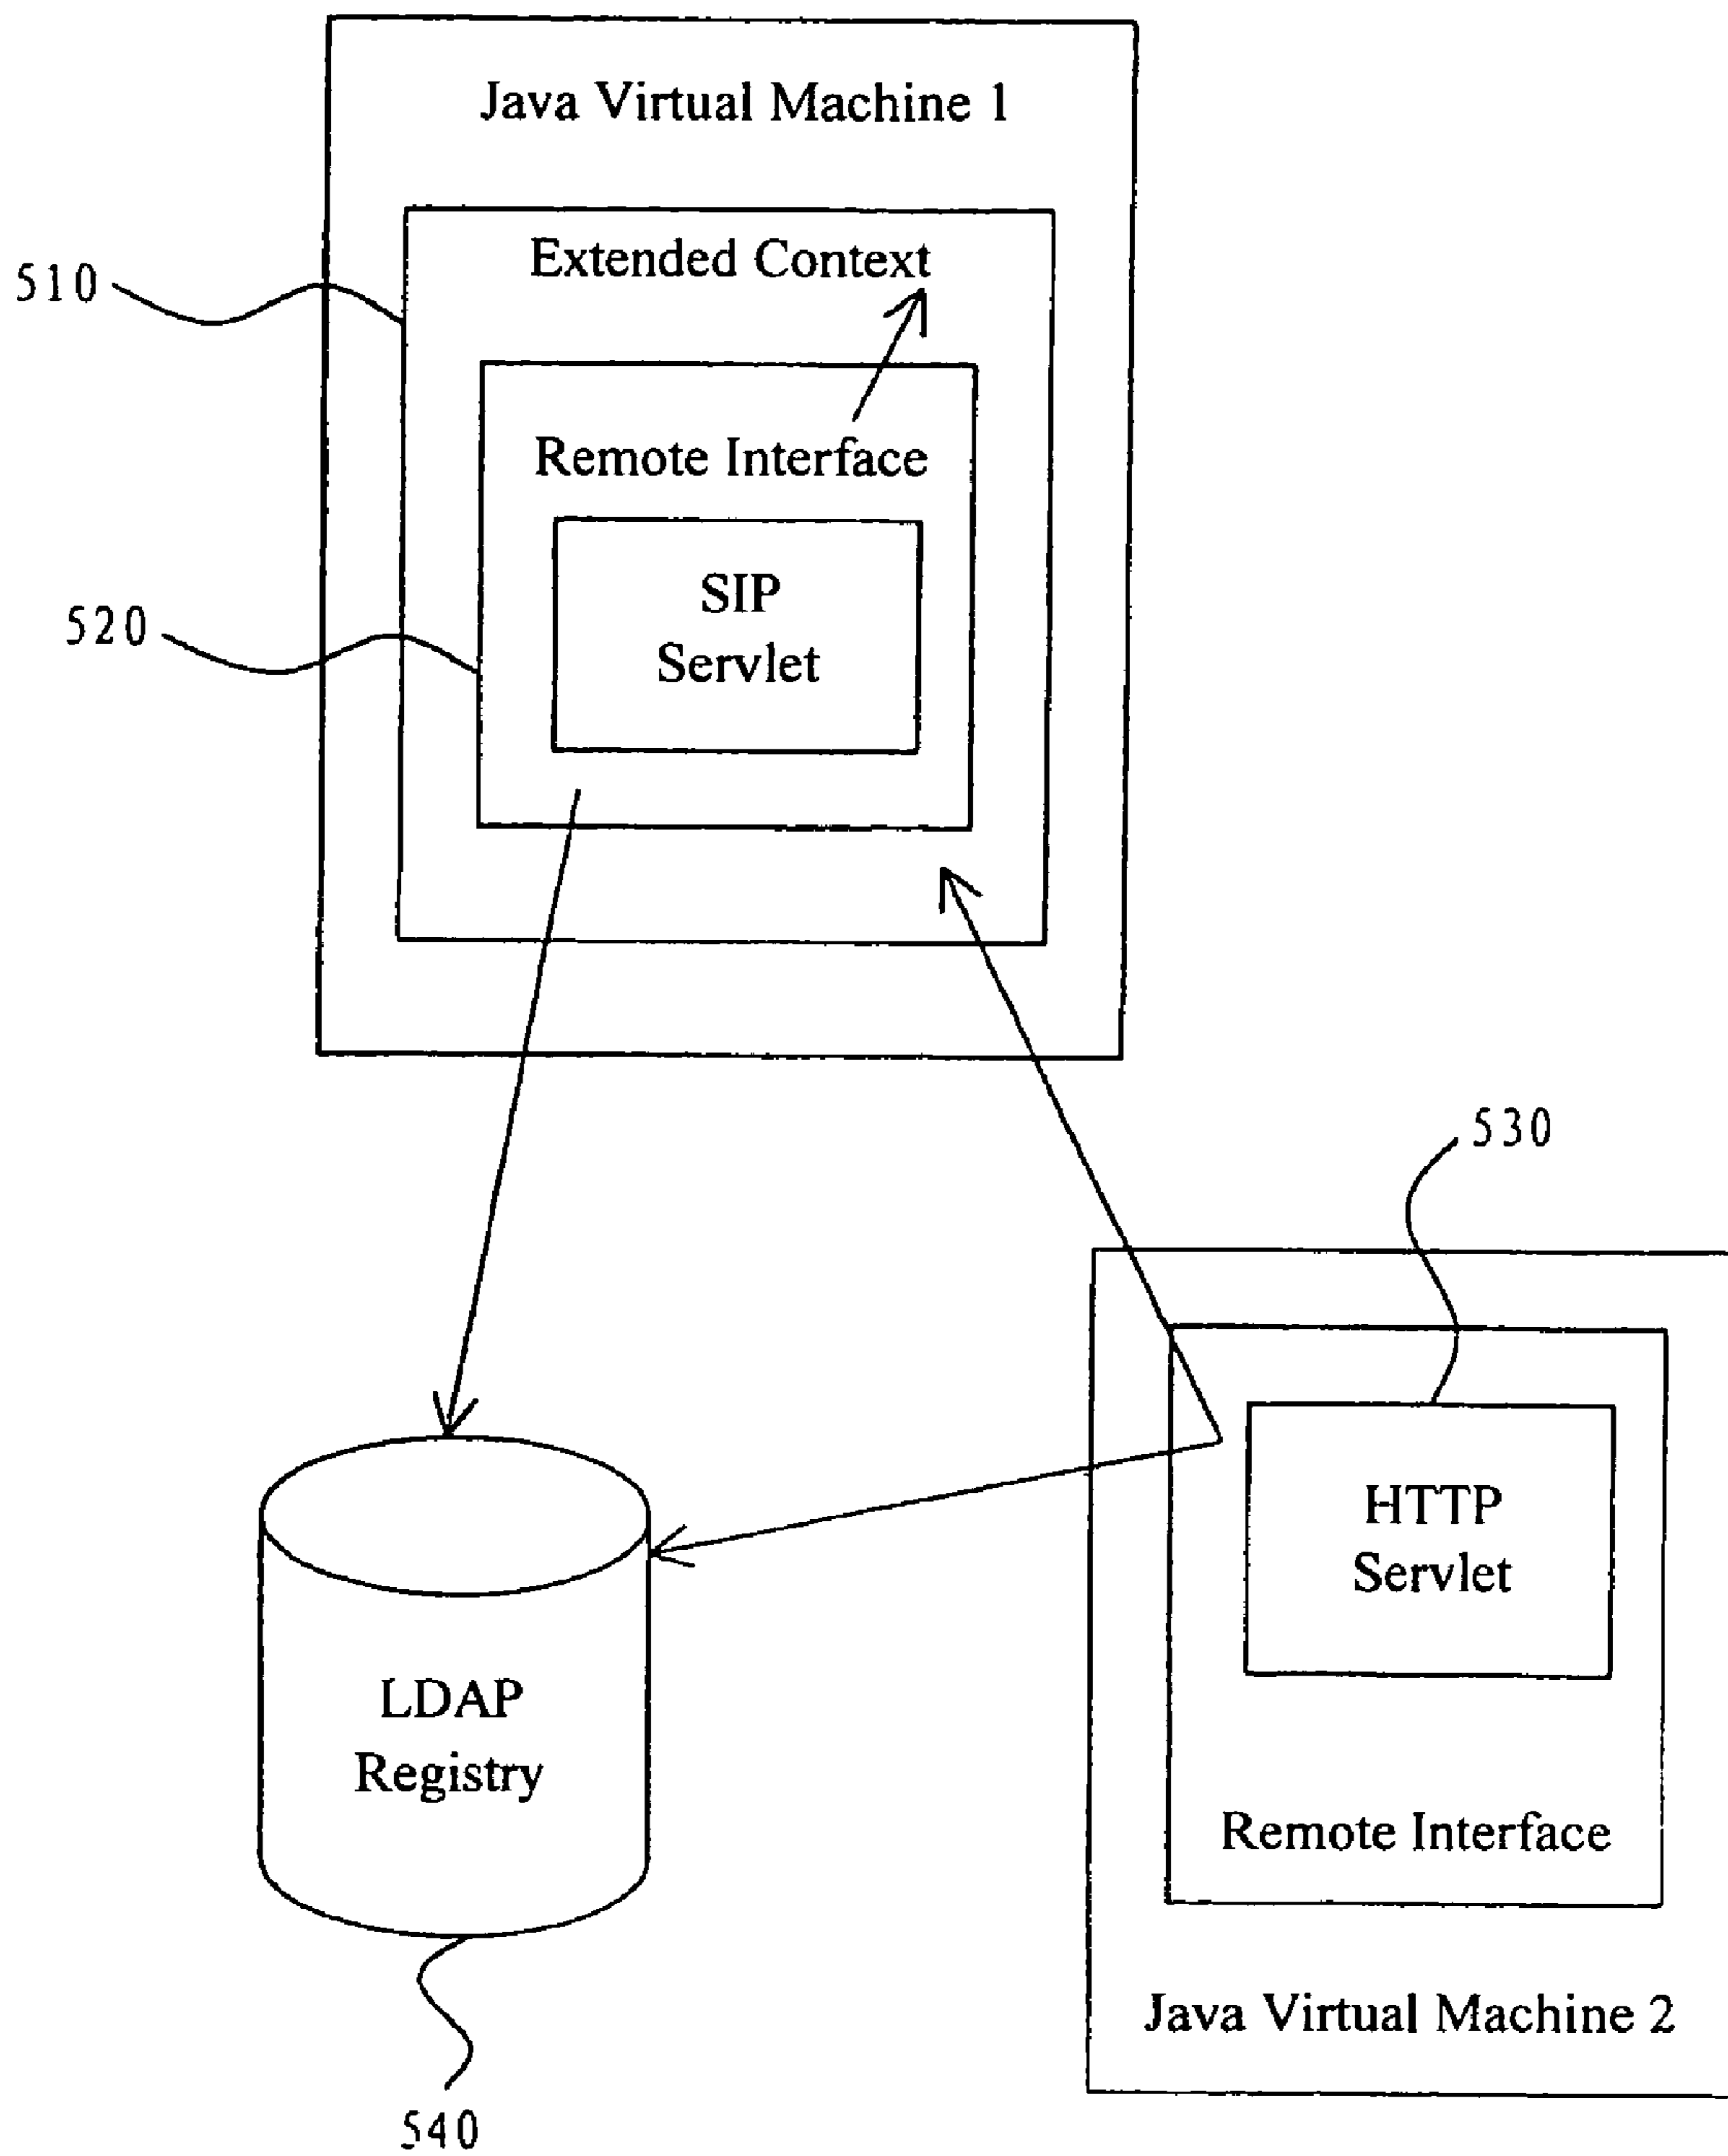 Java Virtual Machine 1
Extended Context
510
Remote Interface
SIP
Servlet
520
530
HTTP
Servlet
LDAP
Registry
Remote Interface
Java Virtual Machine 2
540